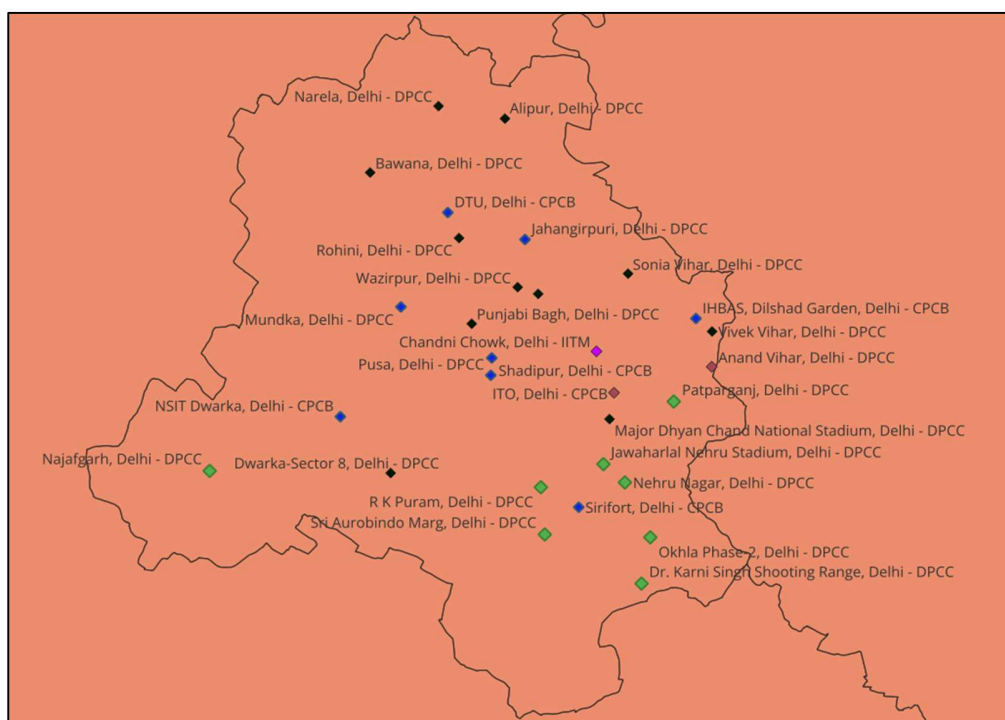 Narela, Delhi - DPCC
Alipur, Delhi - DPCC
Bawana, Delhi - DPCC
DTU, Delhi - CPCB
Jahangirpuri, Delhi - DPCC
Rohini, Delhi - DPCC
Sonia Vihar, Delhi - DPCC
Wazirpur, Delhi - DPCC
IHBAS, Dilshad Garden, Delhi - CPCB
Punjabi Bagh, Delhi - DPCC
Mundka, Delhi - DPCC
Vivek Vihar, Delhi - DPCC
Chandni Chowk, Delhi - IITM
Anand Vihar, Delhi - DPCC
Pusa, Delhi - DPCC
Shadipur, Delhi - CPCB
Patparganj, Delhi - DPCC
ITO, Delhi - CPCB
NSIT Dwarka, Delhi - CPCB
Major Dhyan Chand National Stadium, Delhi - DPCC
Jawaharlal Nehru Stadium, Delhi - DPCC
Najafgarh, Delhi - DPCC
Dwarka-Sector 8, Delhi - DPCC
Nehru Nagar, Delhi - DPCC
R K Puram, Delhi - DPCC
Sirifort, Delhi - CPCB
Sri Aurobindo Marg, Delhi - DPCC
Okhla Phase-2, Delhi - DPCC
Dr. Karni Singh Shooting Range, Delhi - DPCC